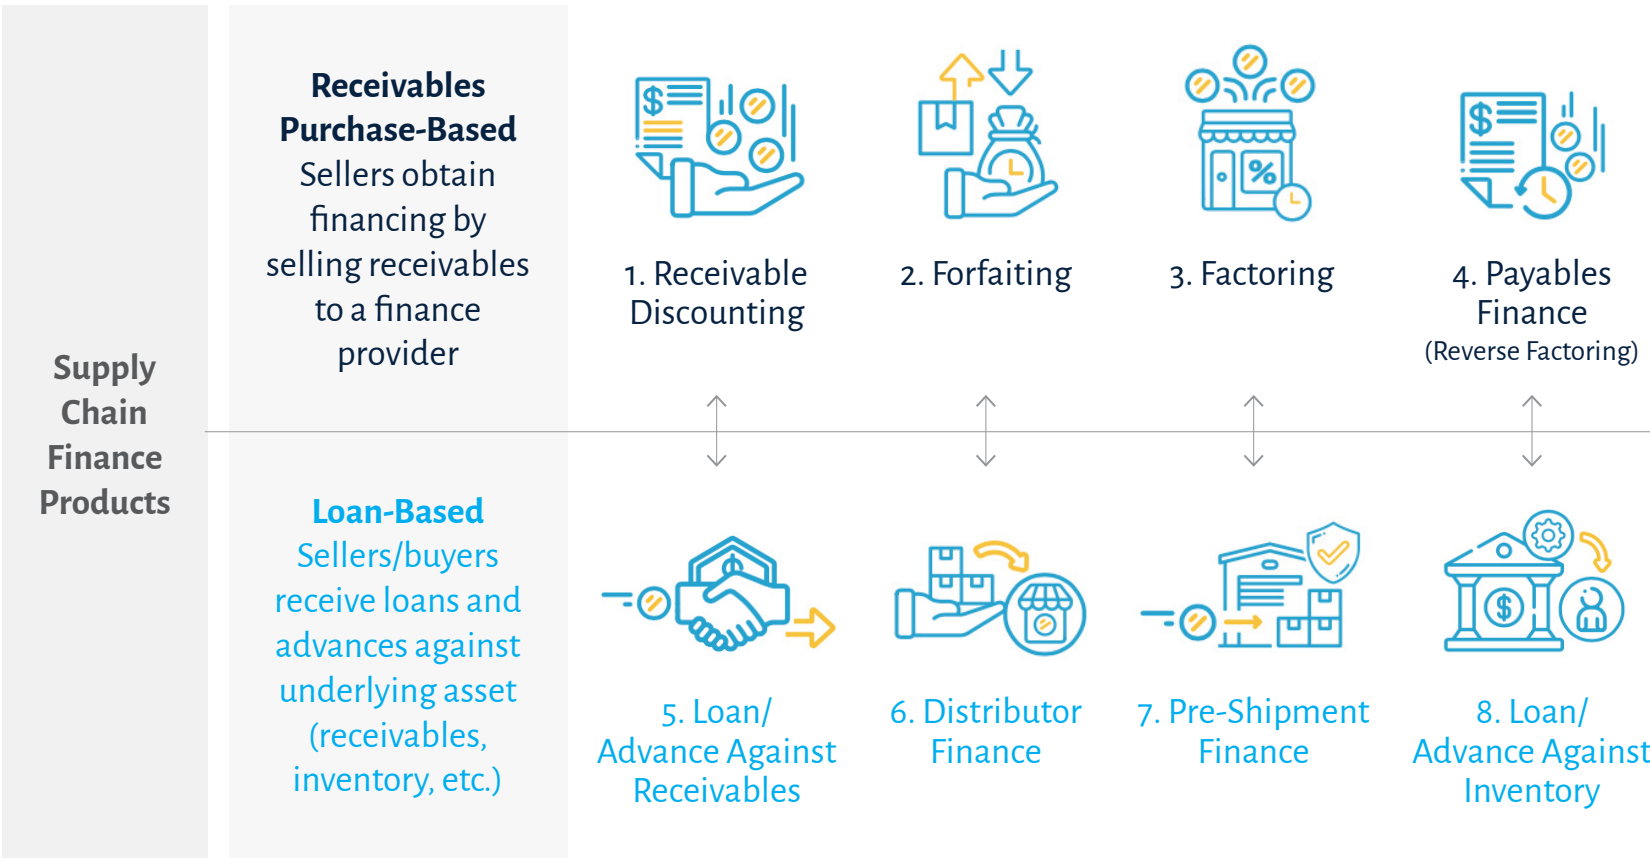 Supply
Chain
Finance
Products
Receivables
Purchase-Based
Sellers obtain
financing by
selling receivables
to a finance
provider
1. Receivable
Discounting
2. Forfaiting
3. Factoring
4. Payables
Finance
(Reverse Factoring)
Loan-Based
Sellers/buyers
receive loans and
advances against
underlying asset
(receivables,
inventory, etc.)
5. Loan/
Advance Against
Receivables
6. Distributor
Finance
7. Pre-Shipment
Finance
8. Loan/
Advance Against
Inventory